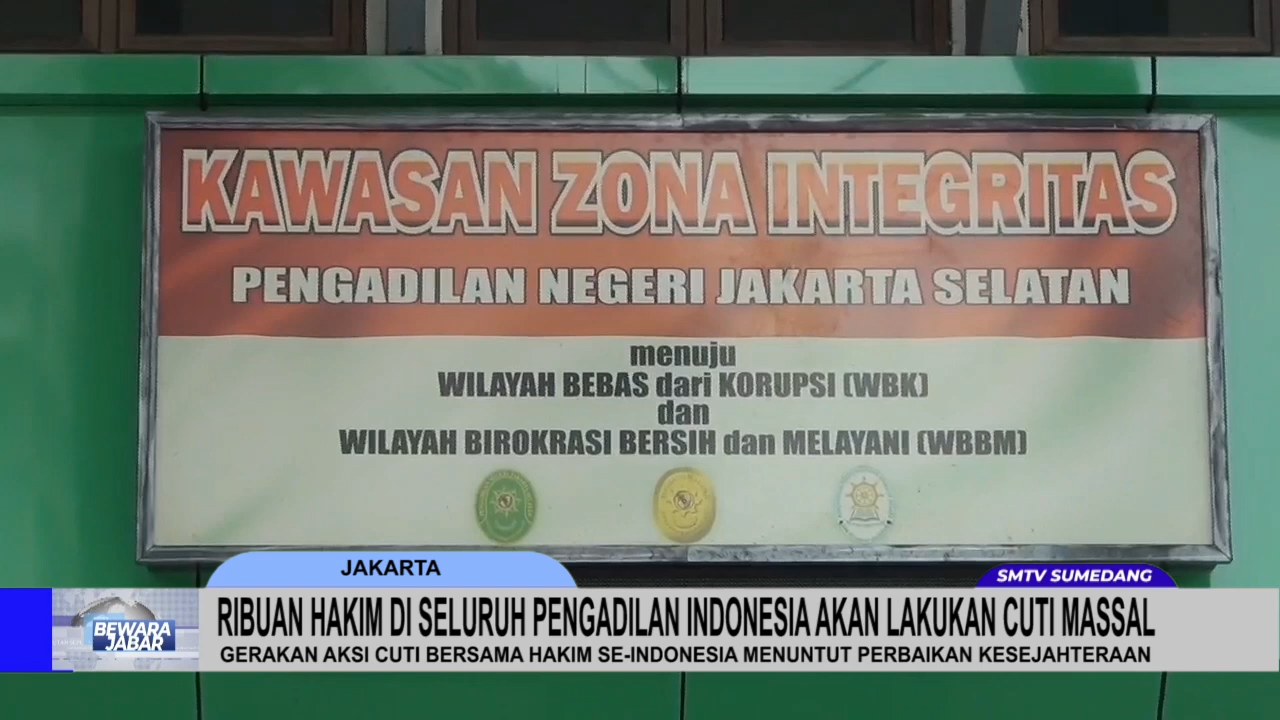 KAWASAN ZONA INTEGRITAS
PENGADILAN NEGERI JAKARTA SELATAN
menuju
WILAYAH BEBAS dari KORUPSI (WBK)
dan
WILAYAH BIROKRASI BERSIH dan MELAYANI (WBBM)
JAKARTA
SMTV SUMEDANG
BEWARA
JABAR
RIBUAN HAKIM DI SELURUH PENGADILAN INDONESIA AKAN LAKUKAN CUTI MASSAL
GERAKAN AKSI CUTI BERSAMA HAKIM SE-INDONESIA MENUNTUT PERBAIKAN KESEJAHTERAAN